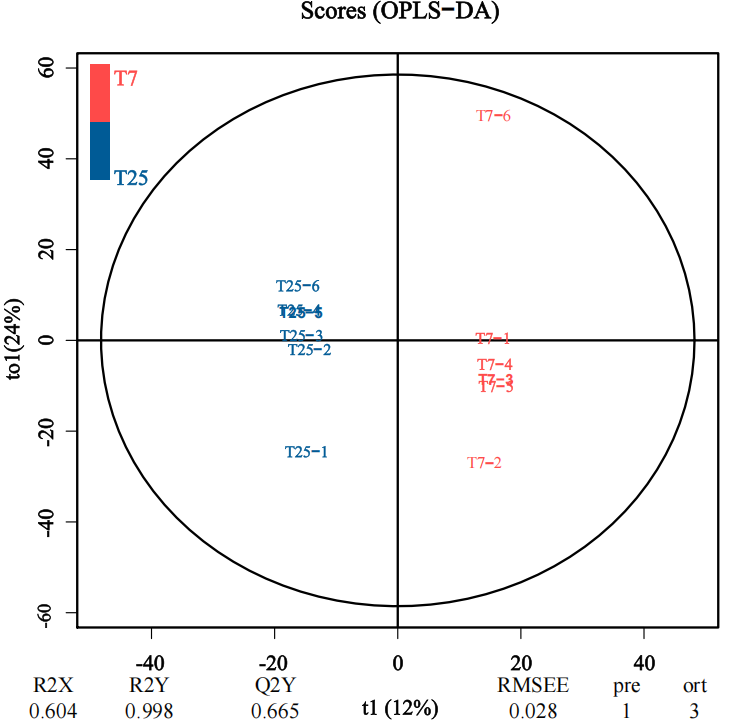 Scores (OPLS−DA)
T7
T25
60
40
20
0
-20
-40
-60
to1(24%)
T7−6
T25−6
T25−4
T25−5
T25−3
T25−2
T25−1
T7−1
T7−4
T7−3
T7−5
T7−2
-40 -20 0 20 40
R2X R2Y Q2Y RMSEE pre ort
0.604 0.998 0.665 t1 (12%) 0.028 1 3